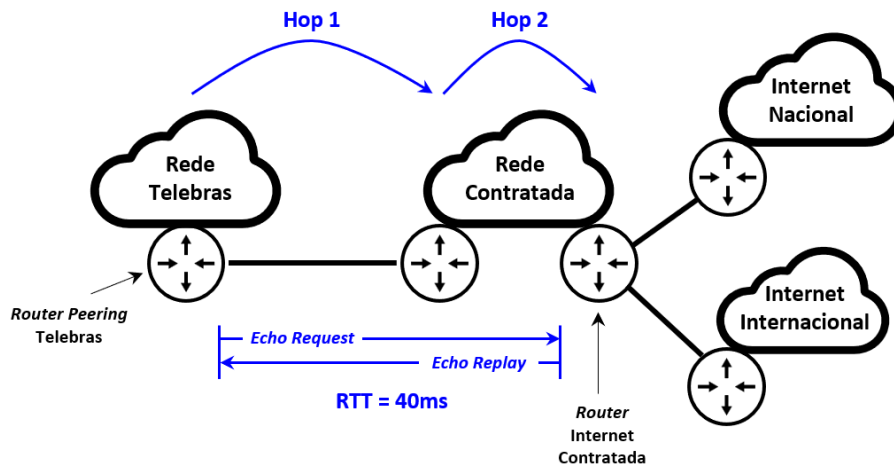 Hop 1
Hop 2
Internet
Nacional
Rede
Telebras
Rede
Contratada
Internet
Internacional
Router Peering
Telebras
Echo Request
Echo Replay
RTT = 40ms
Router
Internet
Contratada